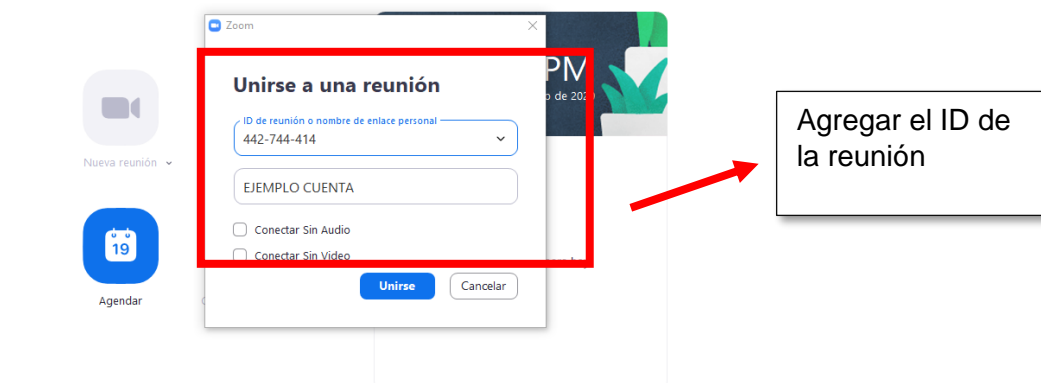 Zoom
Unirse a una reunión
ID de reunión o nombre de enlace personal
442-744-414
EJEMPLO CUENTA
Conectar Sin Audio
Conectar Sin Video
Unirse
Cancelar
Nueva reunión
19
Agendar
PM
de 20
Agregar el ID de
la reunión